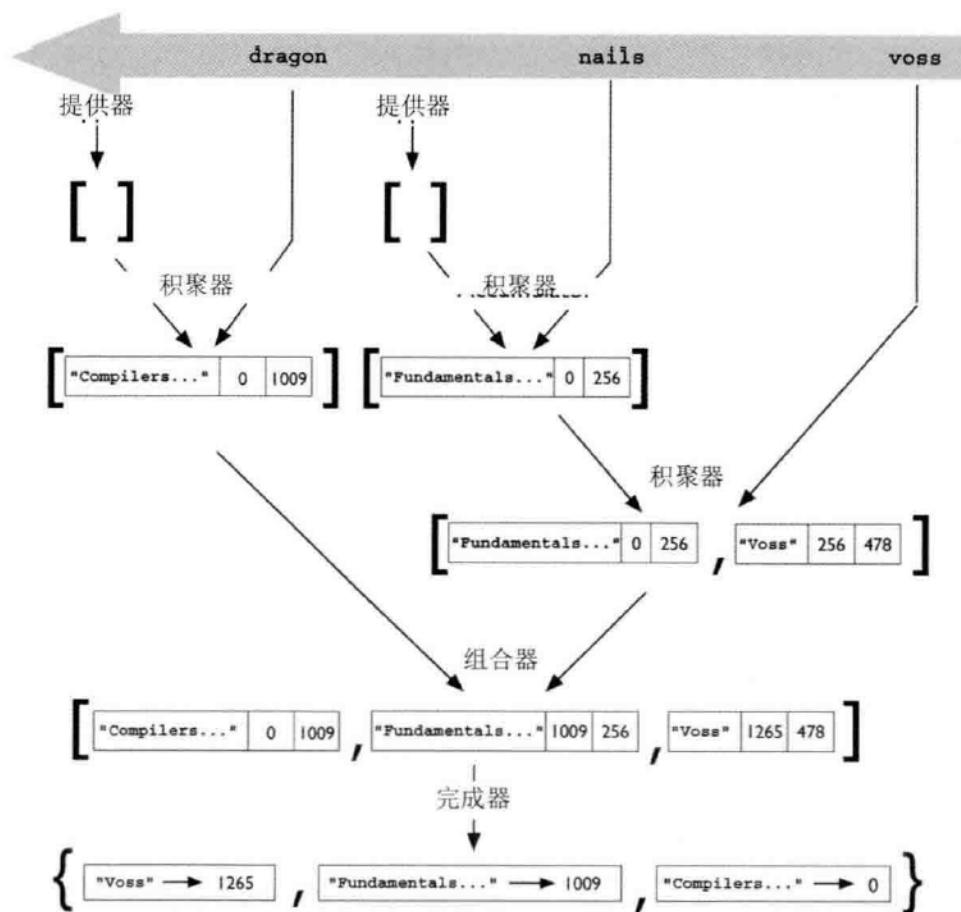 dragon nails voss
提供器 提供器
[ ] [ ]
积聚器 积聚器
["Compilers..." 0 1009] ["Fundamentals..." 0 256]
积聚器
["Fundamentals..." 0 256 , "Voss" 256 478]
组合器
["Compilers..." 0 1009 , "Fundamentals..." 1009 256 , "Voss" 1265 478]
完成器
{"Voss" → 1265 , "Fundamentals..." → 1009 , "Compilers..." → 0}